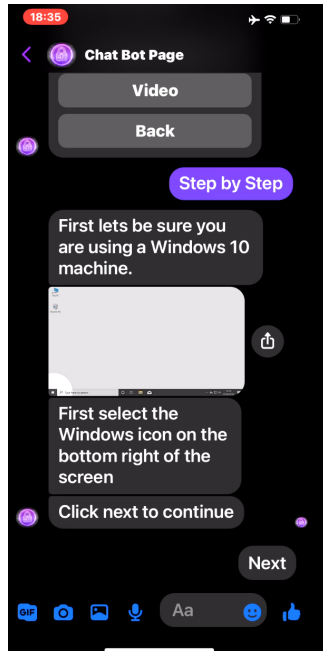 18:35
Chat Bot Page
Video
Back
Step by Step
First lets be sure you
are using a Windows 10
machine.
First select the
Windows icon on the
bottom right of the
screen
Click next to continue
Next
GIF
Aa